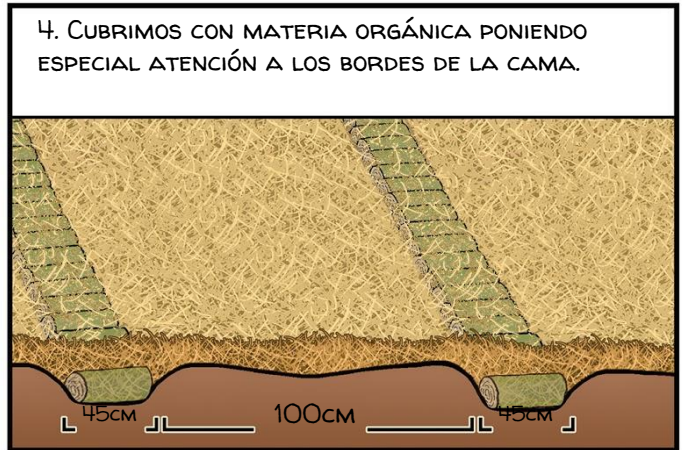 4. CUBRIMOS CON MATERIA ORGÁNICA PONIENDO
ESPECIAL ATENCIÓN A LOS BORDES DE LA CAMA.
45CM
100CM
45CM